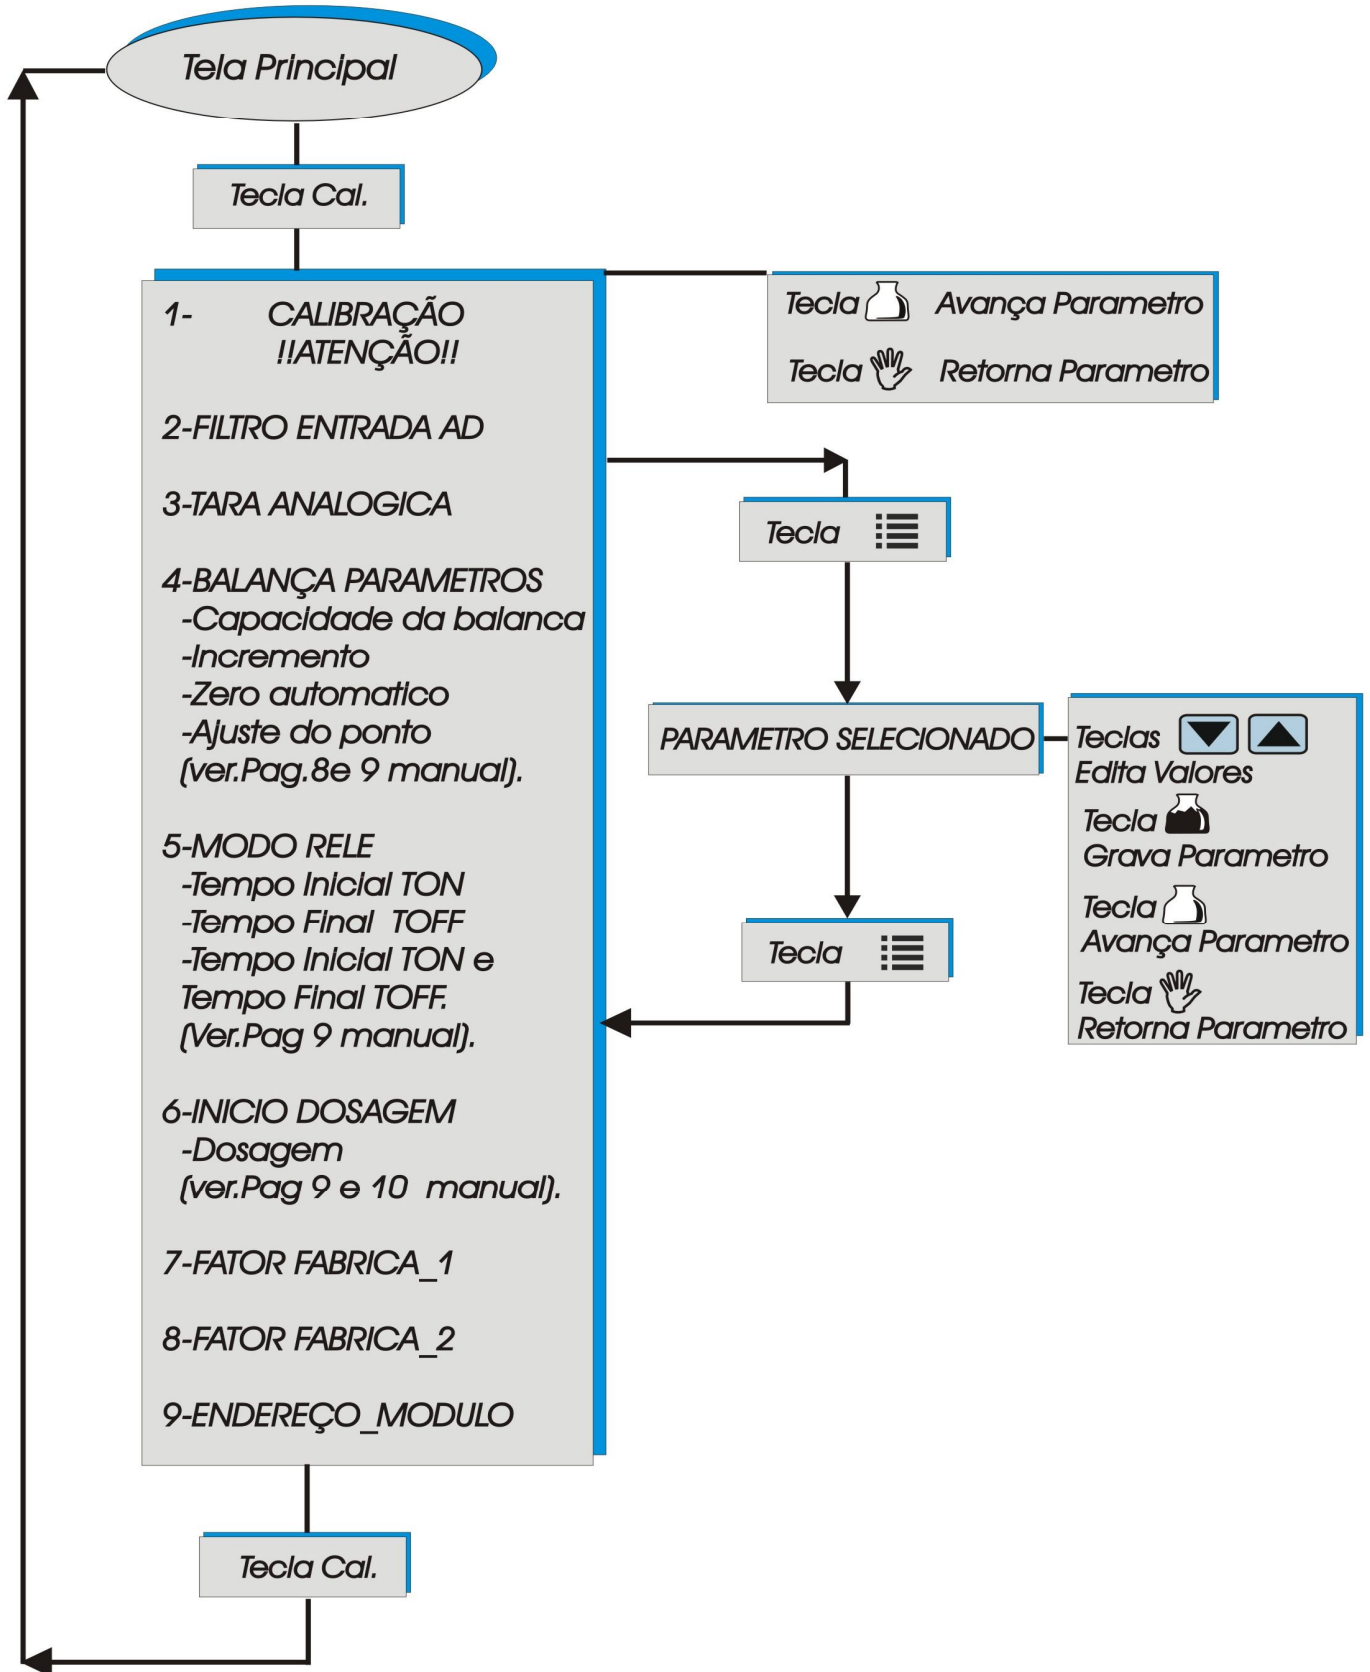 Tela Principal
Tecla Cal.
1- CALIBRAÇÃO
!!ATENÇÃO!!
2-FILTRO ENTRADA AD
3-TARA ANALOGICA
4-BALANÇA PARAMETROS
-Capacidade da balanca
-Incremento
-Zero automatico
-Ajuste do ponto
(ver.Pag.8e 9 manual).
5-MODO RELE
-Tempo Inicial TON
-Tempo Final TOFF
-Tempo Inicial TON e
Tempo Final TOFF.
(Ver.Pag 9 manual).
6-INICIO DOSAGEM
-Dosagem
(ver.Pag 9 e 10 manual).
7-FATOR FABRICA_1
8-FATOR FABRICA_2
9-ENDEREÇO_MODULO
Tecla Avança Parametro
Tecla Retorna Parametro
Tecla
PARAMETRO SELECIONADO
Teclas
Edita Valores
Tecla
Grava Parametro
Tecla
Avança Parametro
Tecla
Retorna Parametro
Tecla
Tecla Cal.